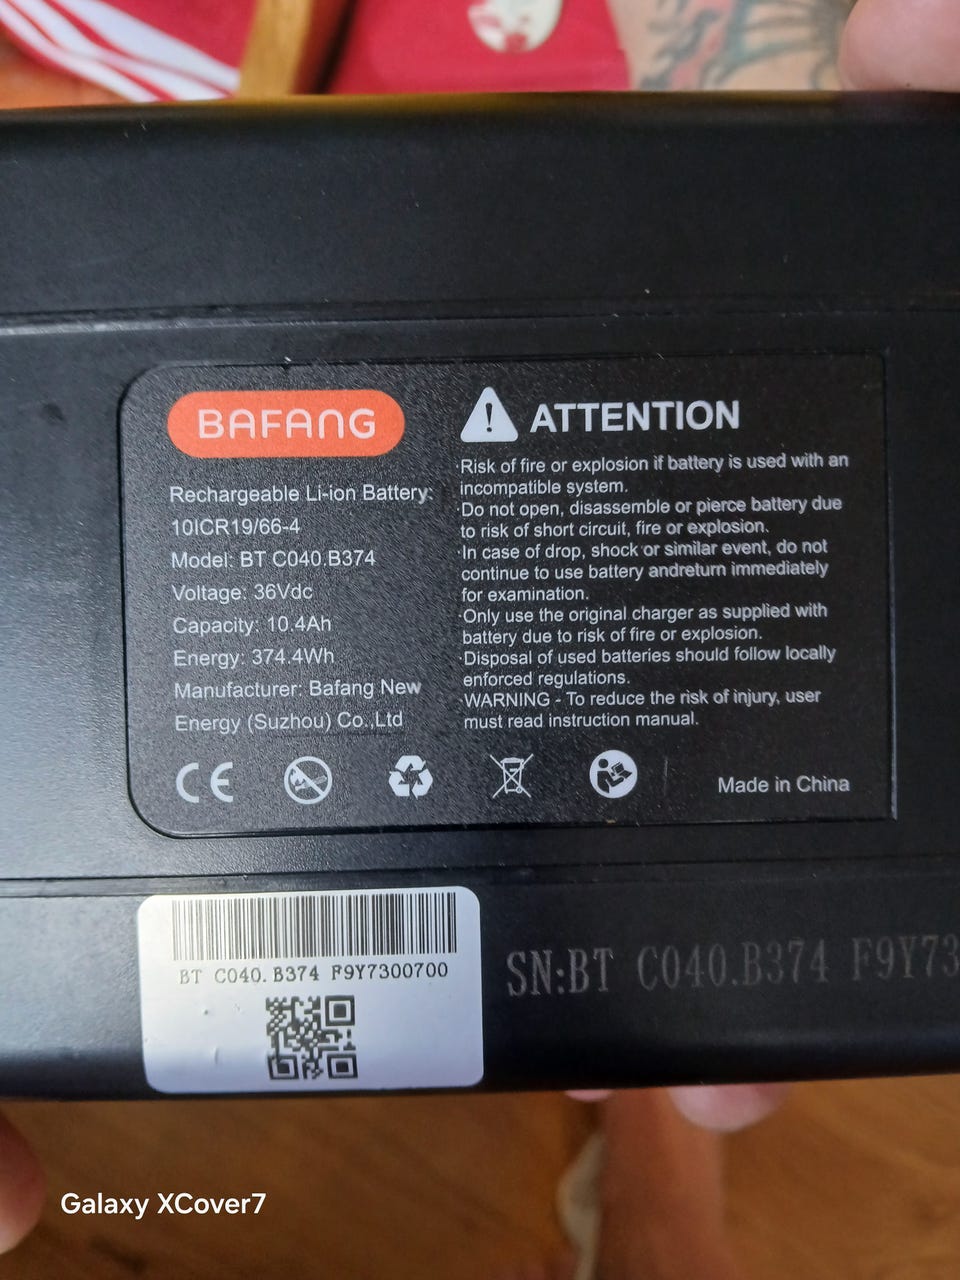 BAFANG
Rechargeable Li-ion Battery:
10ICR19/66-4
Model: BT C040.B374
Voltage: 36Vdc
Capacity: 10.4Ah
Energy: 374.4Wh
Manufacturer: Bafang New
Energy (Suzhou) Co.,Ltd
! ATTENTION
·Risk of fire or explosion if battery is used with an
incompatible system.
·Do not open, disassemble or pierce battery due
to risk of short circuit, fire or explosion.
·In case of drop, shock or similar event, do not
continue to use battery andreturn immediately
for examination.
·Only use the original charger as supplied with
battery due to risk of fire or explosion.
·Disposal of used batteries should follow locally
enforced regulations.
·WARNING - To reduce the risk of injury, user
must read instruction manual.
CE
Made in China
BT C040.B374 F9Y7300700
SN:BT C040.B374 F9Y73
Galaxy XCover7